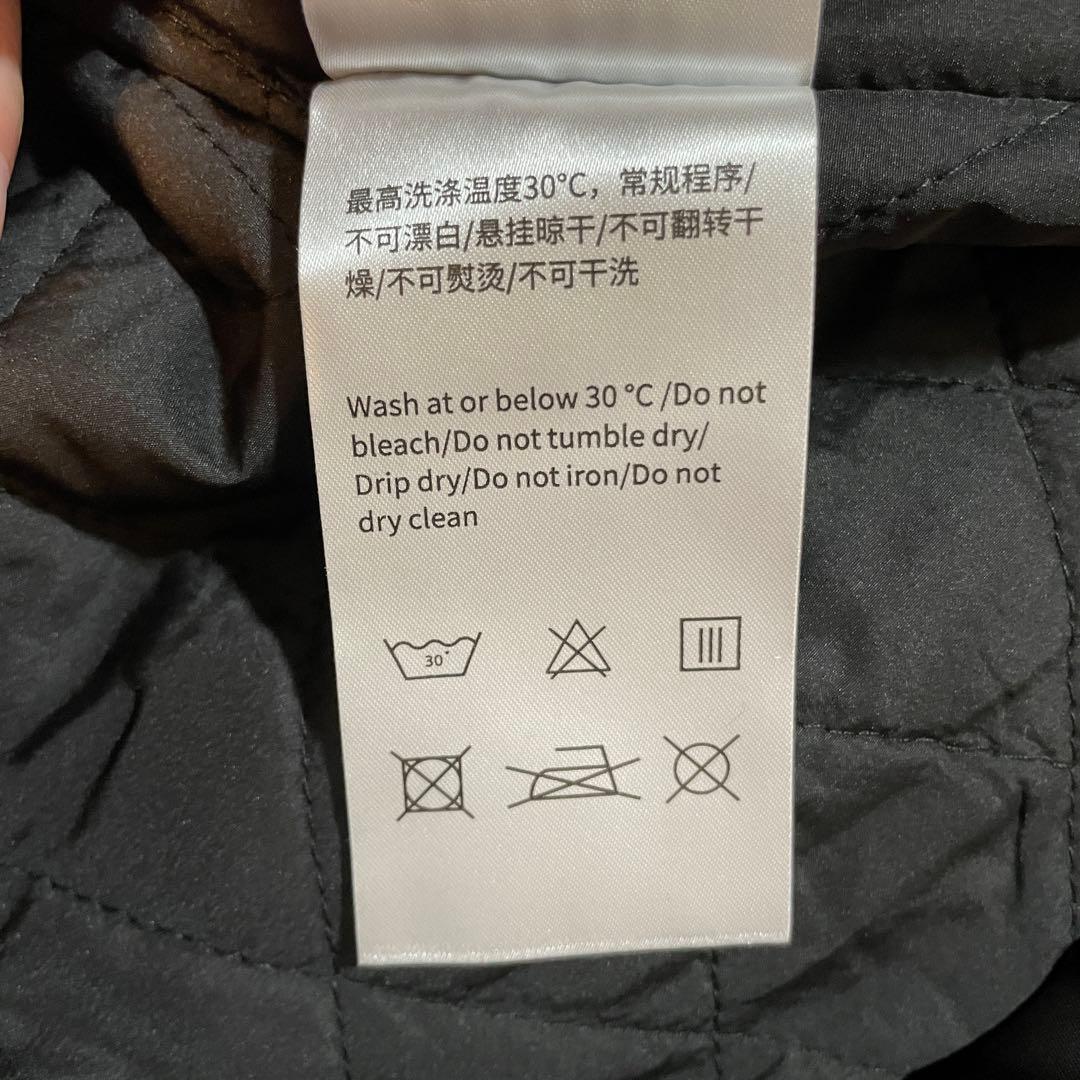 最高洗涤温度30°C，常规程序/
不可漂白/悬挂晾干/不可翻转干
燥/不可熨烫/不可干洗
Wash at or below 30 °C /Do not
bleach/Do not tumble dry/
Drip dry/Do not iron/Do not
dry clean
30°